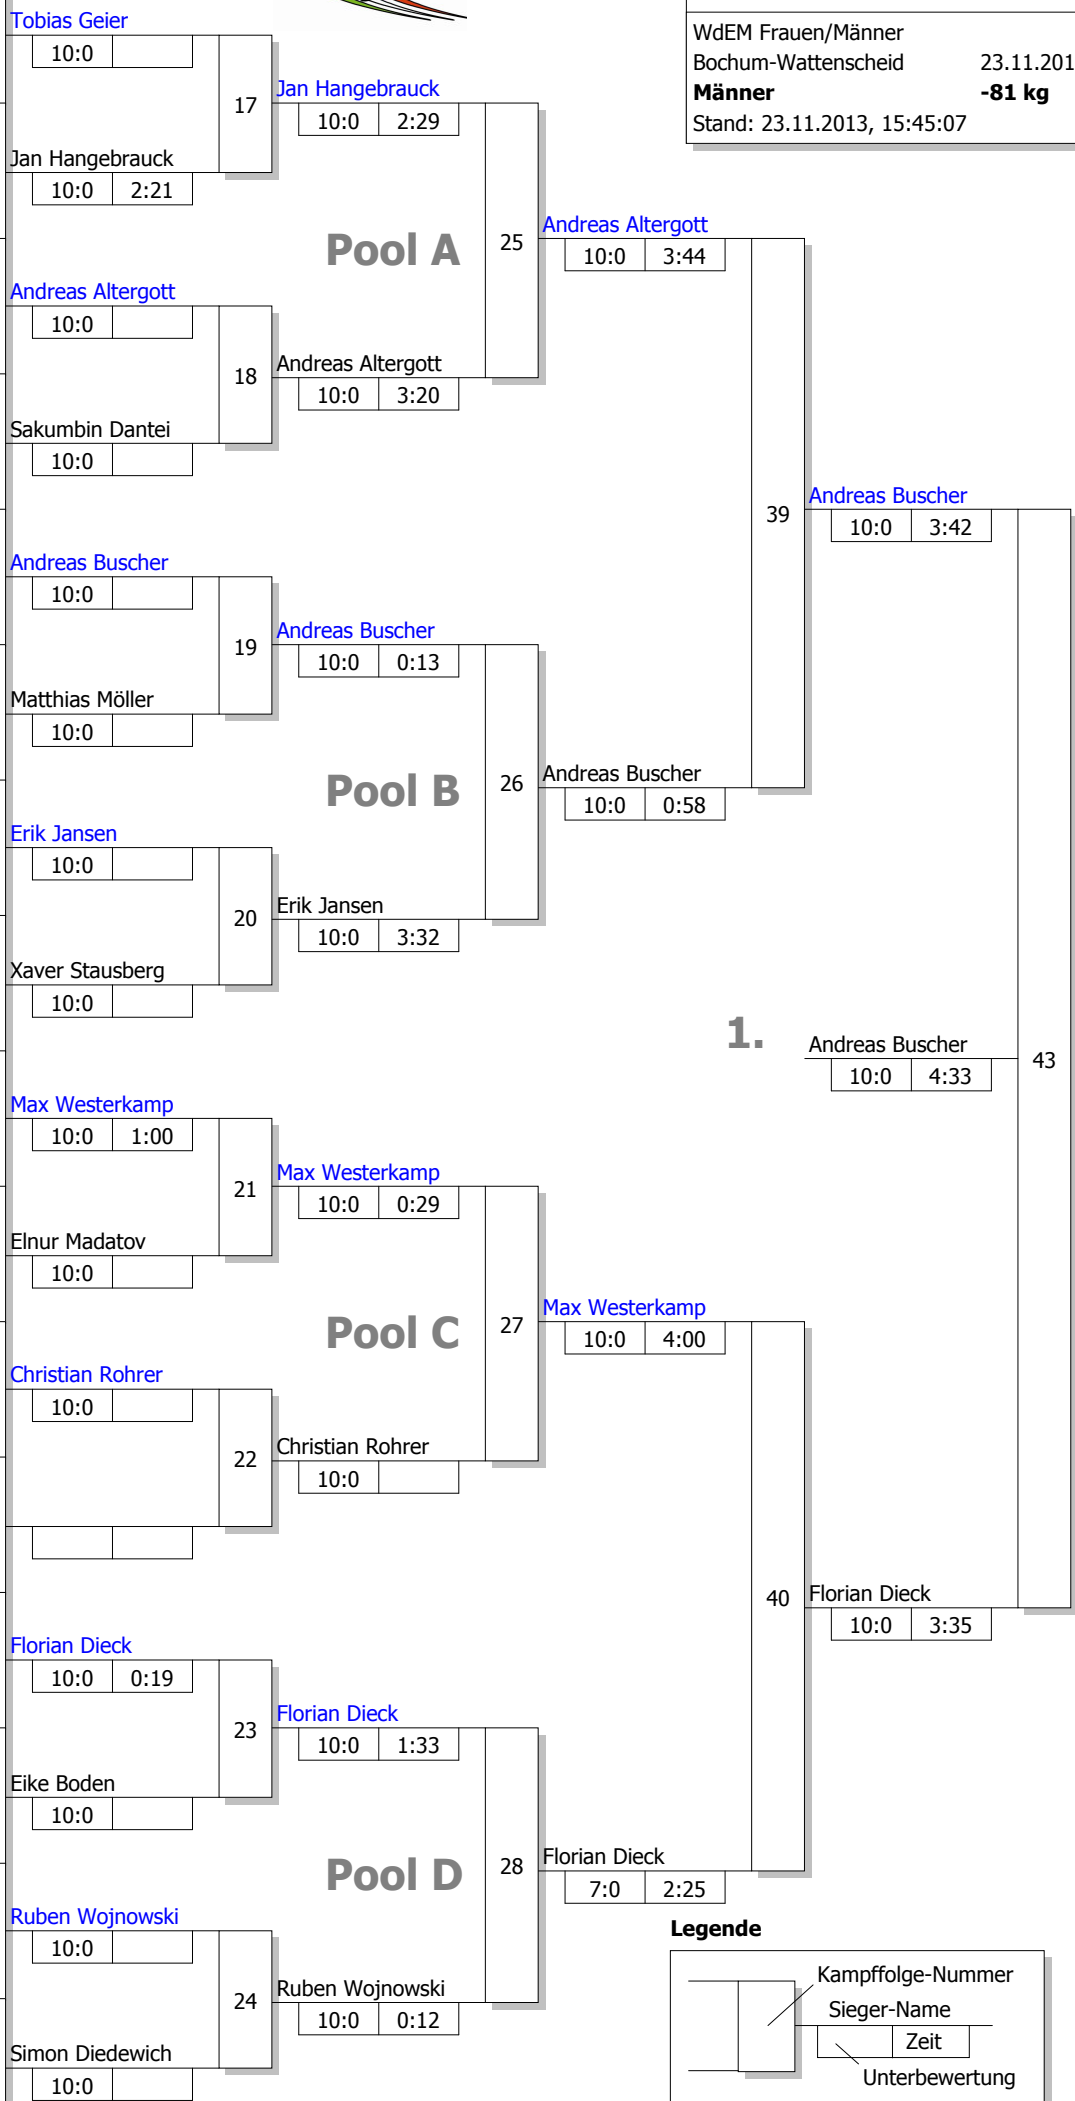 Tobias Geier
10:0
WdEM Frauen/Männer
Bochum-Wattenscheid 23.11.201
Männer -81 kg
Stand: 23.11.2013, 15:45:07
17
Jan Hangebrauck
10:0 2:29
Jan Hangebrauck
10:0 2:21
Pool A
25
Andreas Altergott
10:0 3:44
Andreas Altergott
10:0
18
Andreas Altergott
10:0 3:20
Sakumbin Dantei
10:0
39
Andreas Buscher
10:0 3:42
Andreas Buscher
10:0
19
Andreas Buscher
10:0 0:13
Matthias Möller
10:0
Pool B
26
Andreas Buscher
10:0 0:58
Erik Jansen
10:0
20
Erik Jansen
10:0 3:32
Xaver Stausberg
10:0
1.
Andreas Buscher
10:0 4:33
43
Max Westerkamp
10:0 1:00
21
Max Westerkamp
10:0 0:29
Elnur Madatov
10:0
Pool C
27
Max Westerkamp
10:0 4:00
Christian Rohrer
10:0
22
Christian Rohrer
10:0
40
Florian Dieck
10:0 3:35
Florian Dieck
10:0 0:19
23
Florian Dieck
10:0 1:33
Eike Boden
10:0
Pool D
28
Florian Dieck
7:0 2:25
Ruben Wojnowski
10:0
24
Ruben Wojnowski
10:0 0:12
Simon Diedewich
10:0
Legende
Kampffolge-Nummer
Sieger-Name
Zeit
Unterbewertung